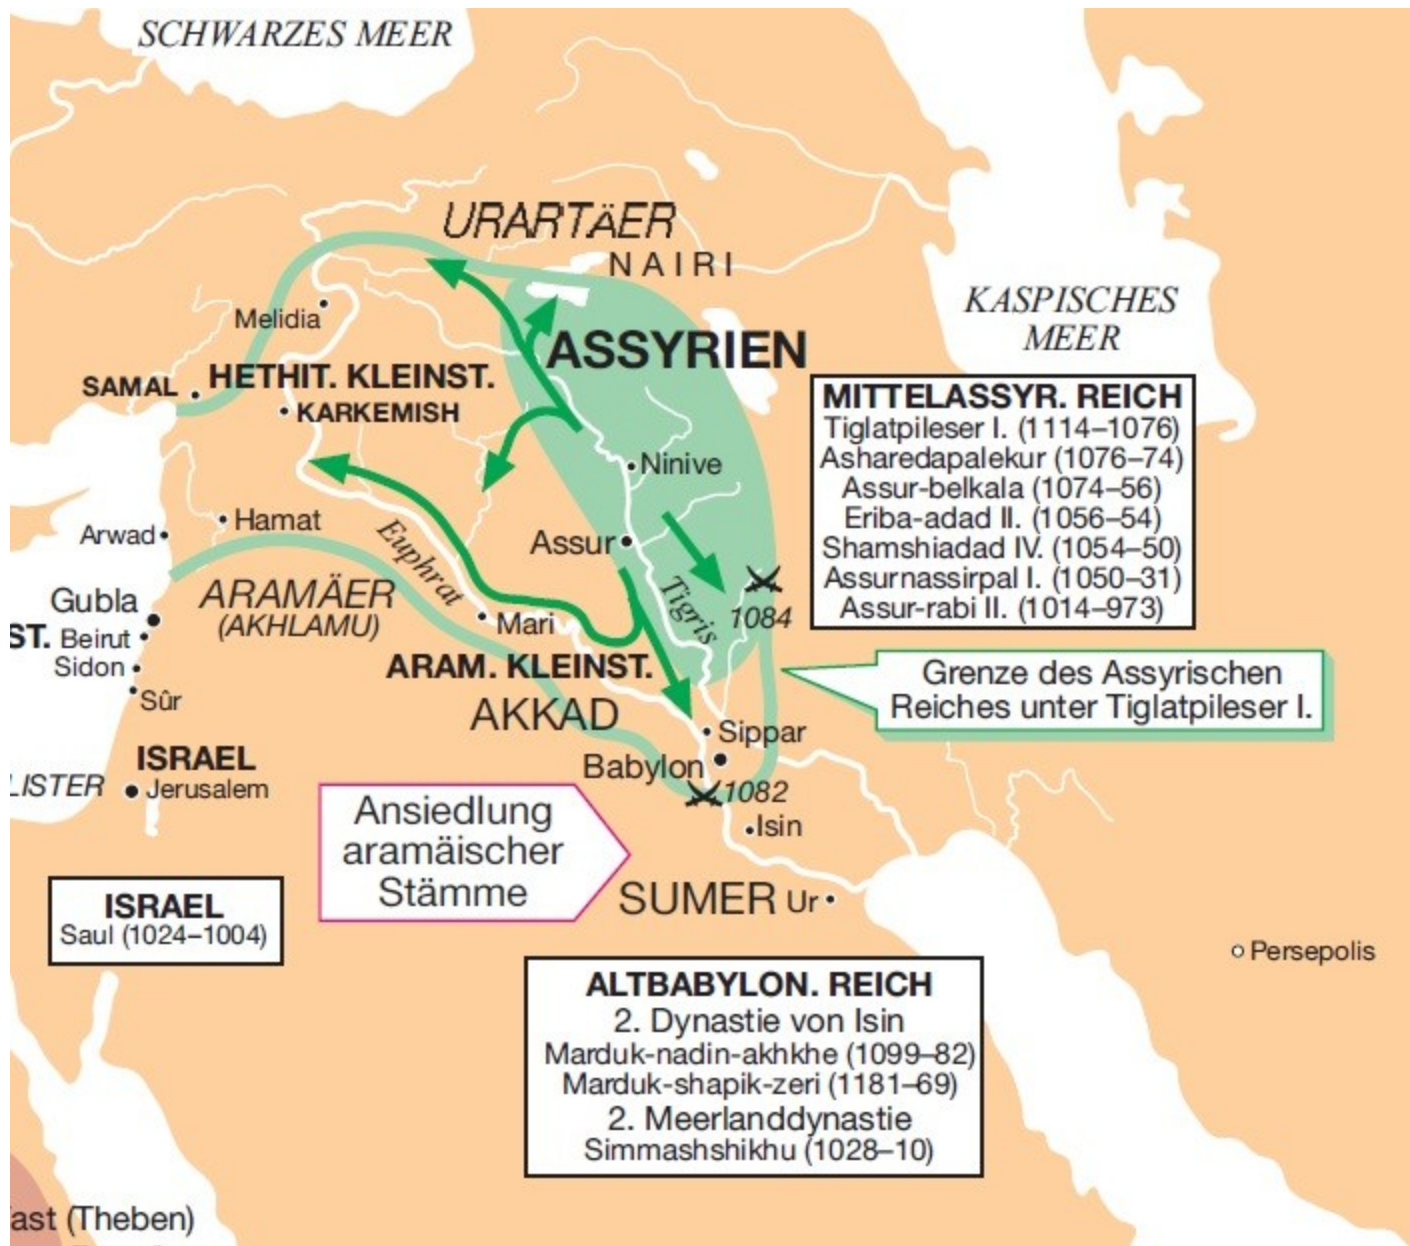 SCHWARZES MEER
URARTÄER
NAIRI
KASPISCHES
MEER
Melidia
ASSYRIEN
SAMAL
HETHIT. KLEINST.
KARKEMISH
MITTELASSYR. REICH
Tiglatpileser I. (1114–1076)
Asharedapalekur (1076–74)
Assur-belkala (1074–56)
Eriba-adad II. (1056–54)
Shamshiadad IV. (1054–50)
Assurnassirpal I. (1050–31)
Assur-rabi II. (1014–973)
Ninive
Hamat
Arwad
Assur
Euphrat
Tigris
ARAMÄER
(AKHLAMU)
Gubla
ST. Beirut
Sidon
Sûr
Mari
1084
ARAM. KLEINST.
AKKAD
Grenze des Assyrischen
Reiches unter Tiglatpileser I.
Sippar
Babylon
1082
Isin
ISRAEL
Jerusalem
LISTER
Ansiedlung
aramäischer
Stämme
SUMER
Ur
ISRAEL
Saul (1024–1004)
Persepolis
ALTBABYLON. REICH
2. Dynastie von Isin
Marduk-nadin-akhkhe (1099–82)
Marduk-shapik-zeri (1181–69)
2. Meerlanddynastie
Simmashshikhu (1028–10)
ast (Theben)